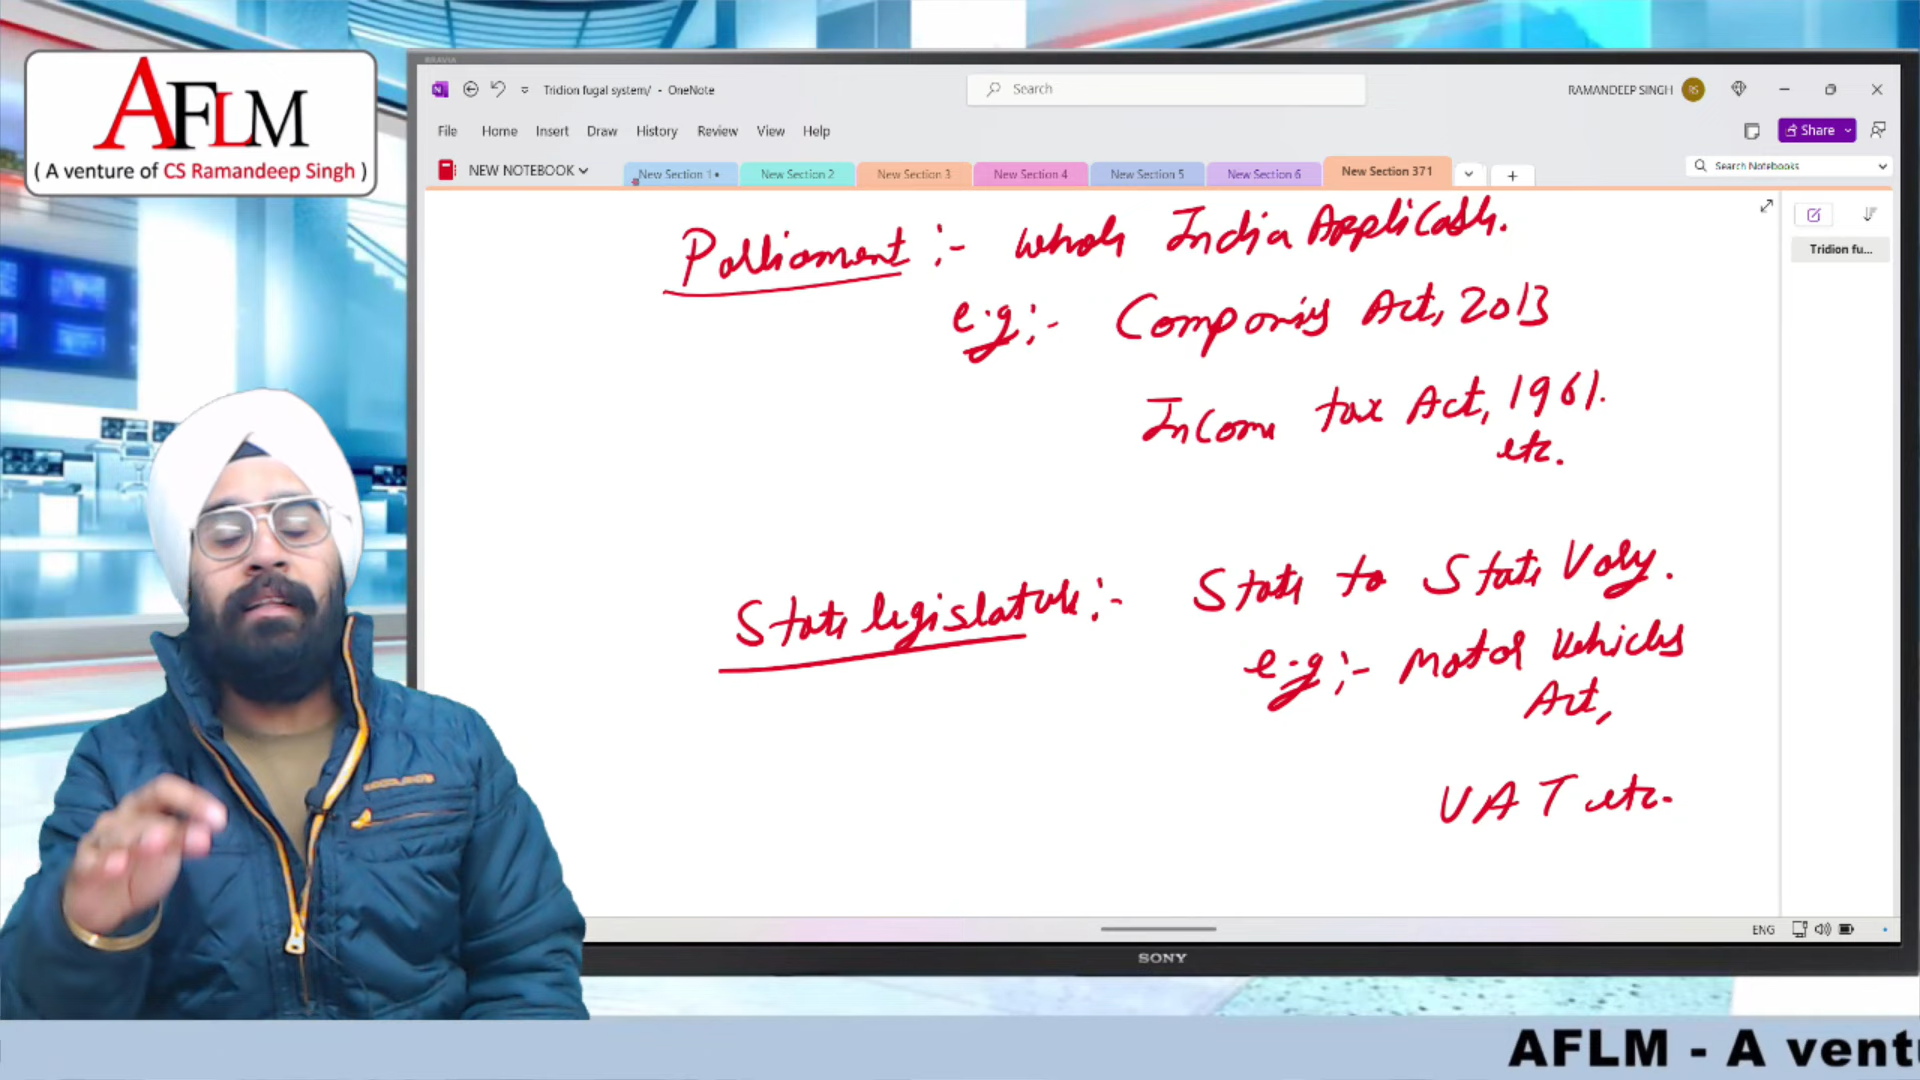 BRAVIA
AFLM
( A venture of CS Ramandeep Singh )
Tridion fugal system/ - OneNote
Search
RAMANDEEP SINGH
RS
File Home Insert Draw History Review View Help
Share
NEW NOTEBOOK
New Section 1
New Section 2
New Section 3
New Section 4
New Section 5
New Section 6
New Section 371
Search Notebooks
Tridion fu...
Parliament :- Whole India Applicable.
e.g:- Companies Act, 2013
Income tax Act, 1961.
etc.
State legislature:- State to State Vary.
e.g:- Motor Vehicles
Act,
VAT etc.
ENG
SONY
AFLM - A vent